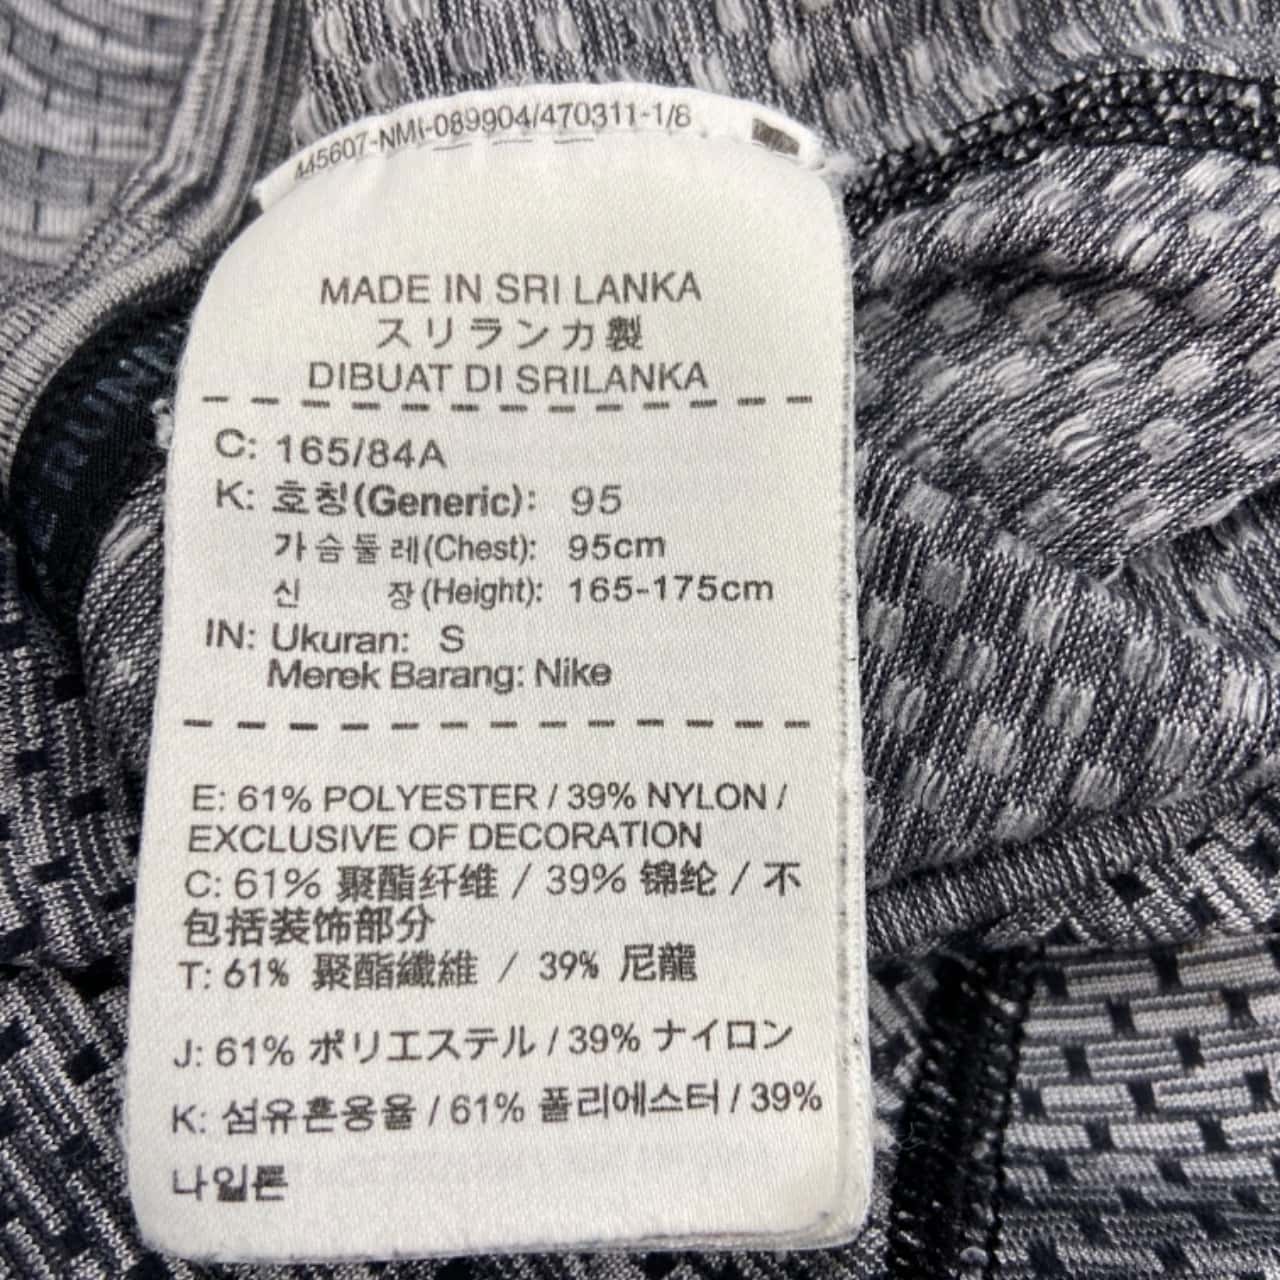 445607-NMI-089904/470311-1/8
MADE IN SRI LANKA
スリランカ製
DIBUAT DI SRILANKA
C: 165/84A
K: 호칭(Generic): 95
가슴둘레(Chest): 95cm
신 장(Height): 165-175cm
IN: Ukuran: S
Merek Barang: Nike
E: 61% POLYESTER / 39% NYLON /
EXCLUSIVE OF DECORATION
C: 61% 聚酯纤维 / 39% 锦纶 / 不
包括装饰部分
T: 61% 聚酯纖維 / 39% 尼龍
J: 61% ポリエステル / 39% ナイロン
K: 섬유혼용율 / 61% 폴리에스터 / 39%
나일론